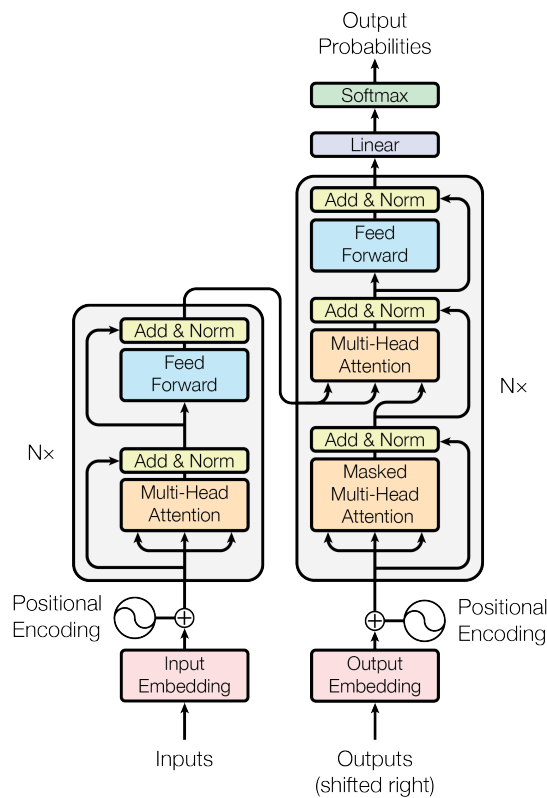 Output
Probabilities
Softmax
Linear
Add & Norm
Feed
Forward
Add & Norm
Multi-Head
Attention
Add & Norm
Masked
Multi-Head
Attention
N×
Add & Norm
Feed
Forward
Add & Norm
Multi-Head
Attention
N×
Positional
Encoding
Positional
Encoding
Input
Embedding
Output
Embedding
Inputs
Outputs
(shifted right)